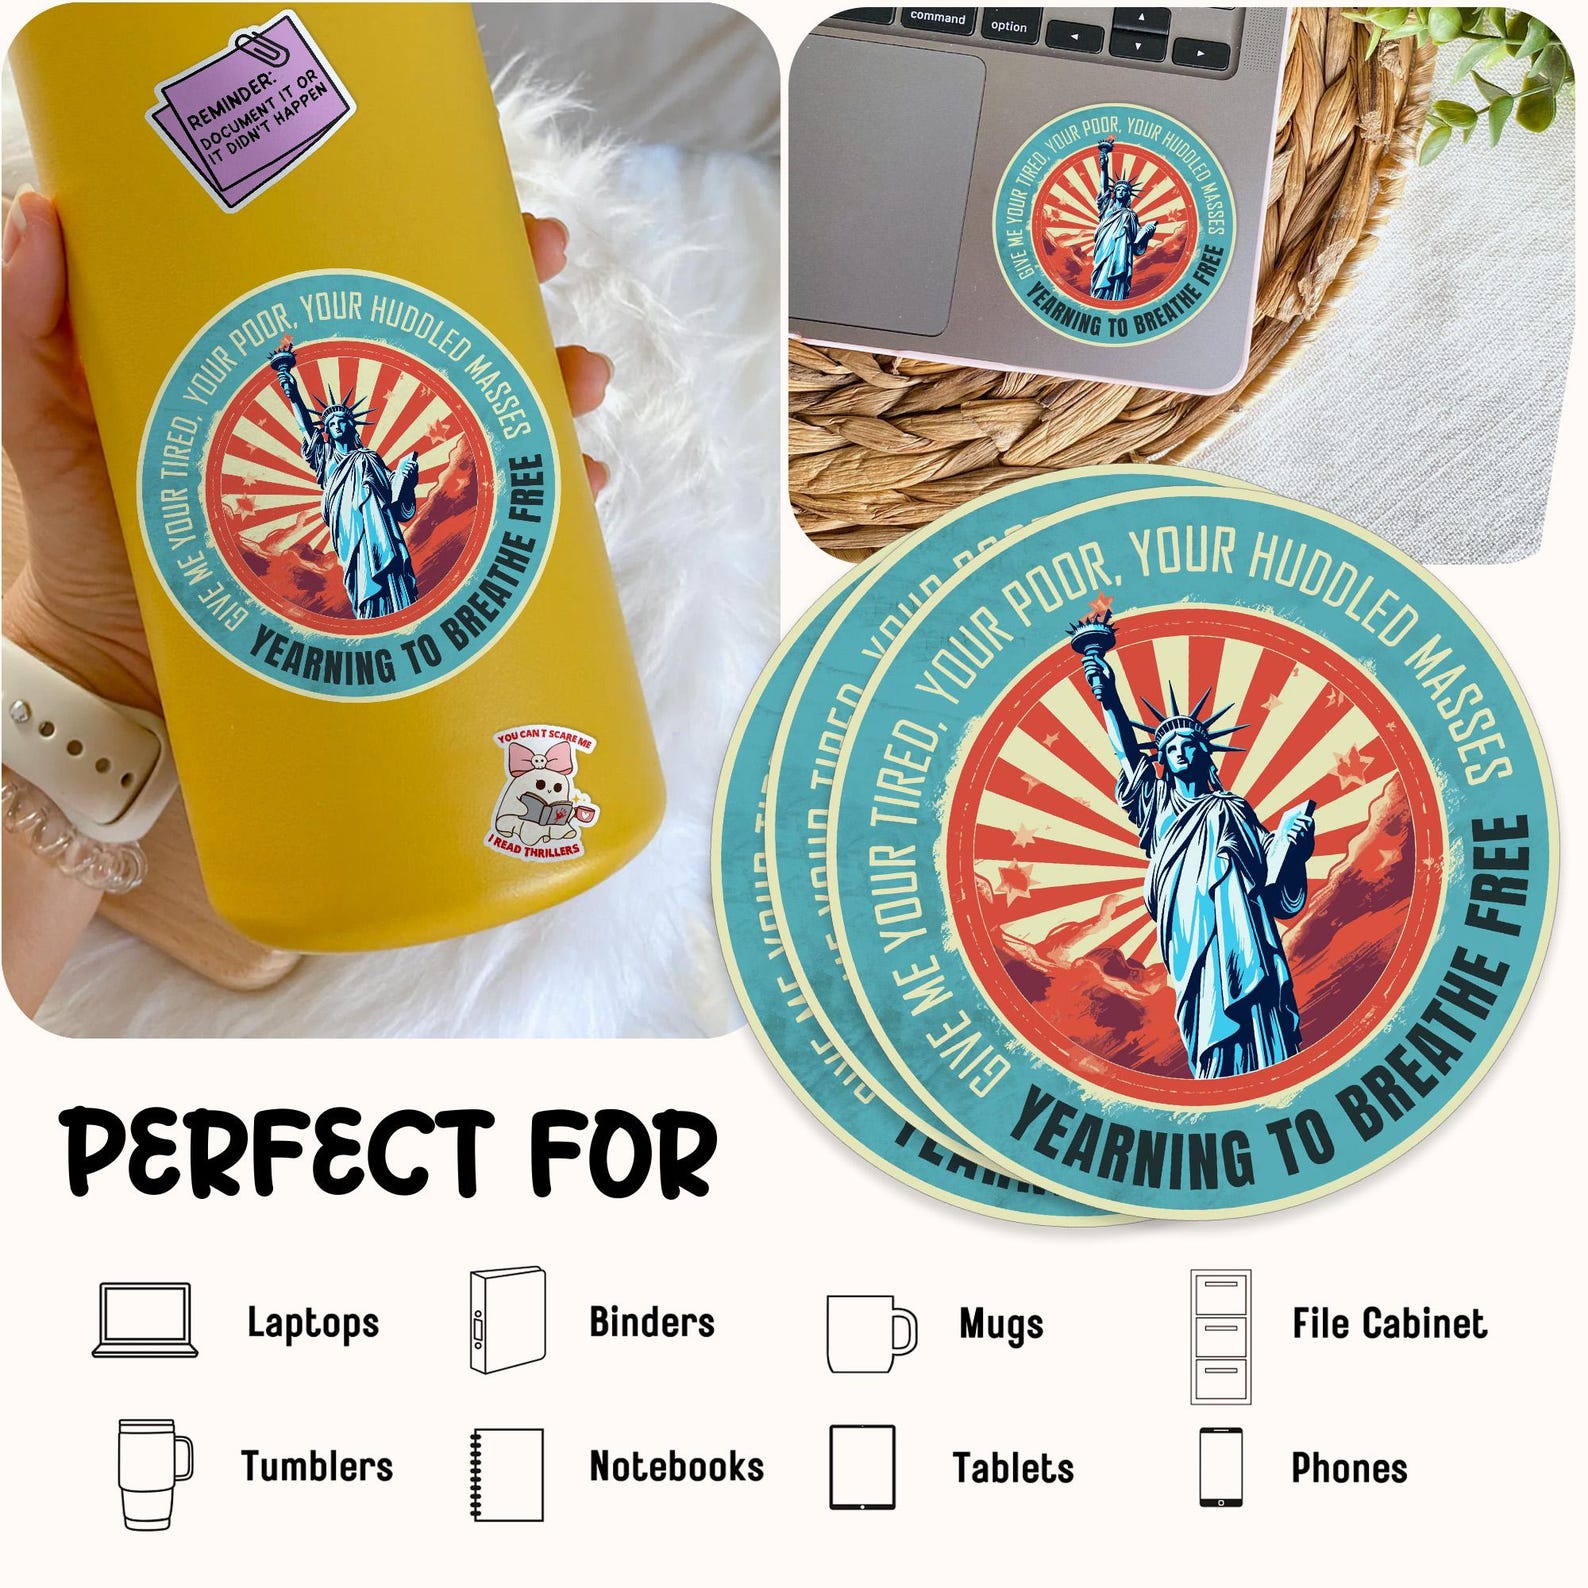 REMINDER:
DOCUMENT IT OR
IT DIDN'T HAPPEN
GIVE ME YOUR TIRED, YOUR POOR, YOUR HUDDLED MASSES
YEARNING TO BREATHE FREE
YOU CAN'T SCARE ME
I READ THRILLERS
command
option
GIVE ME YOUR TIRED, YOUR POOR, YOUR HUDDLED MASSES
YEARNING TO BREATHE FREE
GIVE ME YOUR TIRED, YOUR POOR, YOUR HUDDLED MASSES
YEARNING TO BREATHE FREE
PERFECT FOR
Laptops
Binders
Mugs
File Cabinet
Tumblers
Notebooks
Tablets
Phones